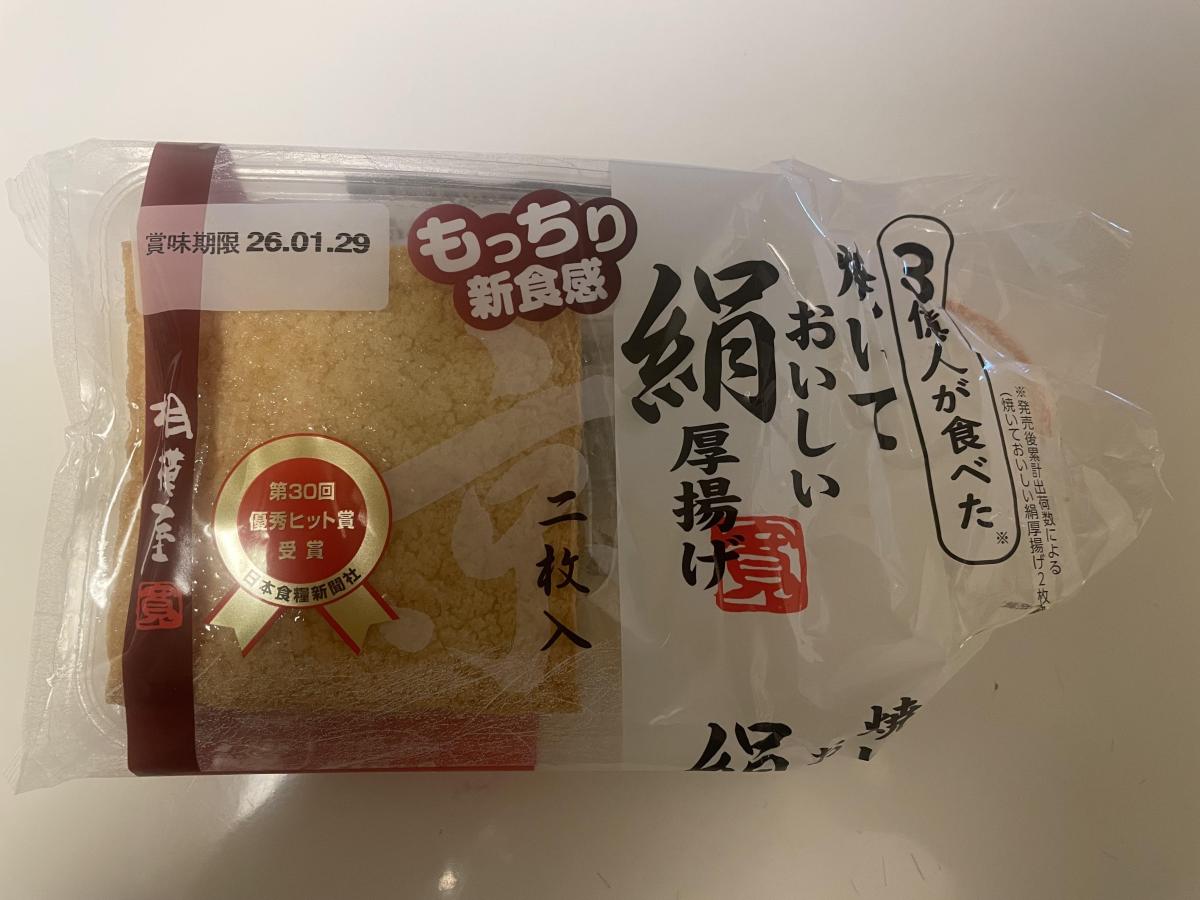 賞味期限 26.01.29
もっちり
新食感
3億人が食べた※
※発売後累計出荷数による
(焼いておいしい絹厚揚げ2枚
焼いて
おいしい
絹
厚揚げ
二枚入
第30回
優秀ヒット賞
受賞
日本食糧新聞社
相模屋
焼
絹